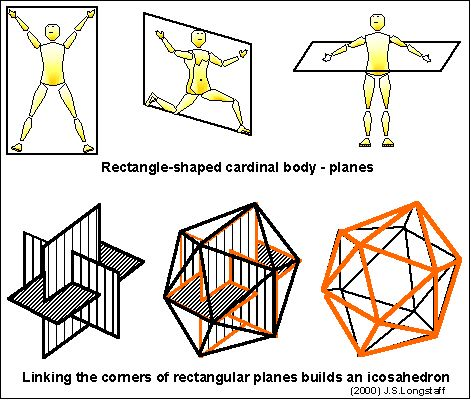 Rectangle-shaped cardinal body - planes
Linking the corners of rectangular planes builds an icosahedron
(2000) J.S.Longstaff